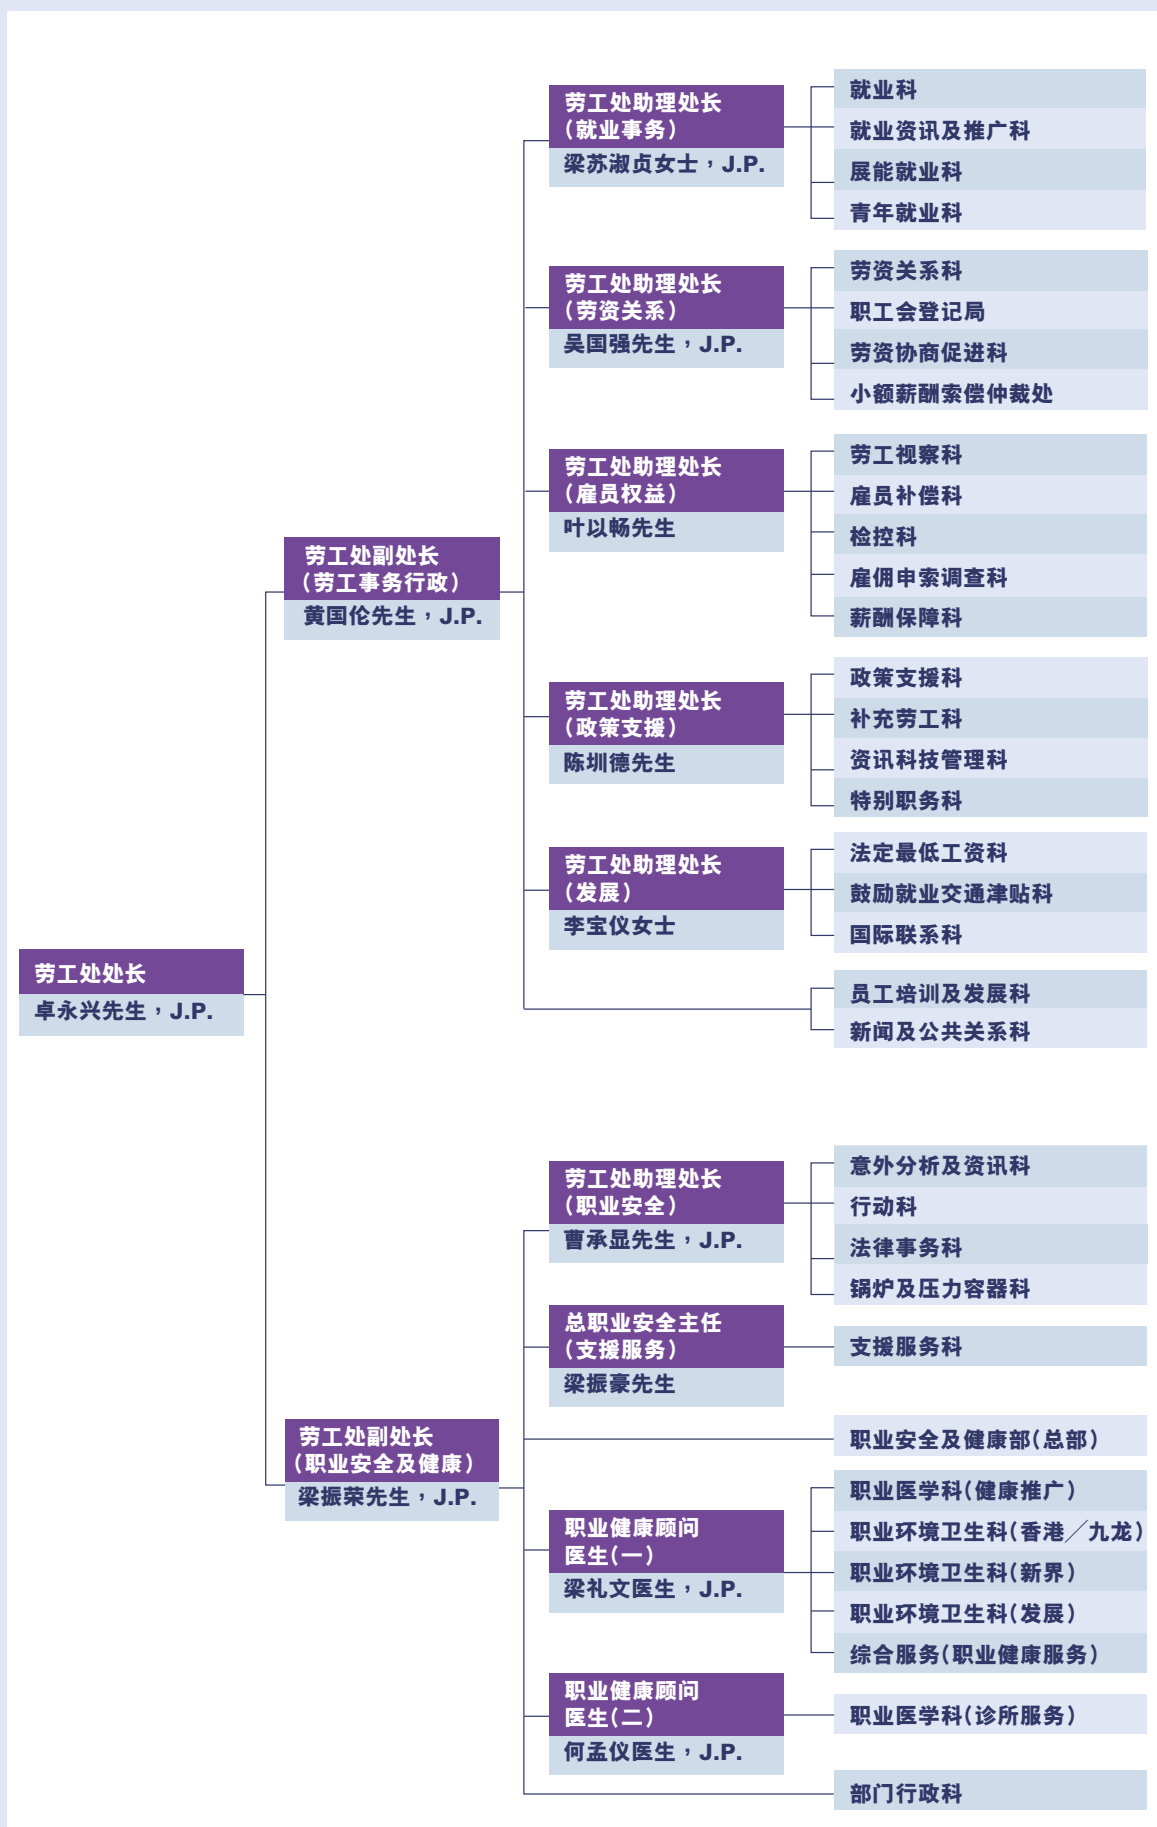 劳工处处长
卓永兴先生，J.P.
劳工处副处长
（劳工事务行政）
黄国伦先生，J.P.
劳工处助理处长
（就业事务）
梁苏淑贞女士，J.P.
就业科
就业资讯及推广科
展能就业科
青年就业科
劳工处助理处长
（劳资关系）
吴国强先生，J.P.
劳资关系科
职工会登记局
劳资协商促进科
小额薪酬索偿仲裁处
劳工处助理处长
（雇员权益）
叶以畅先生
劳工视察科
雇员补偿科
检控科
雇佣申索调查科
薪酬保障科
劳工处助理处长
（政策支援）
陈圳德先生
政策支援科
补充劳工科
资讯科技管理科
特别职务科
劳工处助理处长
（发展）
李宝仪女士
法定最低工资科
鼓励就业交通津贴科
国际联系科
员工培训及发展科
新闻及公共关系科
劳工处副处长
（职业安全及健康）
梁振荣先生，J.P.
劳工处助理处长
（职业安全）
曹承显先生，J.P.
意外分析及资讯科
行动科
法律事务科
锅炉及压力容器科
总职业安全主任
（支援服务）
梁振豪先生
支援服务科
职业安全及健康部（总部）
职业健康顾问
医生（一）
梁礼文医生，J.P.
职业医学科（健康推广）
职业环境卫生科（香港／九龙）
职业环境卫生科（新界）
职业环境卫生科（发展）
综合服务（职业健康服务）
职业健康顾问
医生（二）
何孟仪医生，J.P.
职业医学科（诊所服务）
部门行政科